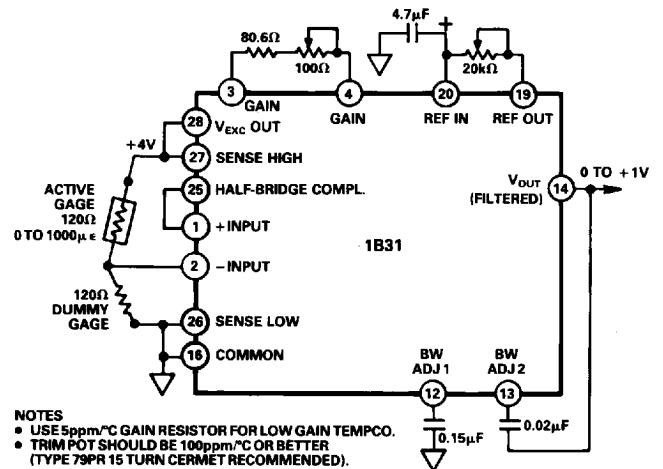 4.7μF
+
80.6Ω
100Ω
20kΩ
3
GAIN
4
GAIN
20
REF IN
19
REF OUT
28
VEXC OUT
+4V
27
SENSE HIGH
25
HALF-BRIDGE COMPL.
1
+INPUT
2
–INPUT
26
SENSE LOW
16
COMMON
ACTIVE
GAGE
120Ω
0 TO 1000με
120Ω
DUMMY
GAGE
1B31
VOUT
(FILTERED)
14
0 TO +1V
BW
ADJ 1
12
0.15μF
BW
ADJ 2
13
0.02μF
NOTES
• USE 5ppm/°C GAIN RESISTOR FOR LOW GAIN TEMPCO.
• TRIM POT SHOULD BE 100ppm/°C OR BETTER
(TYPE 79PR 15 TURN CERMET RECOMMENDED).